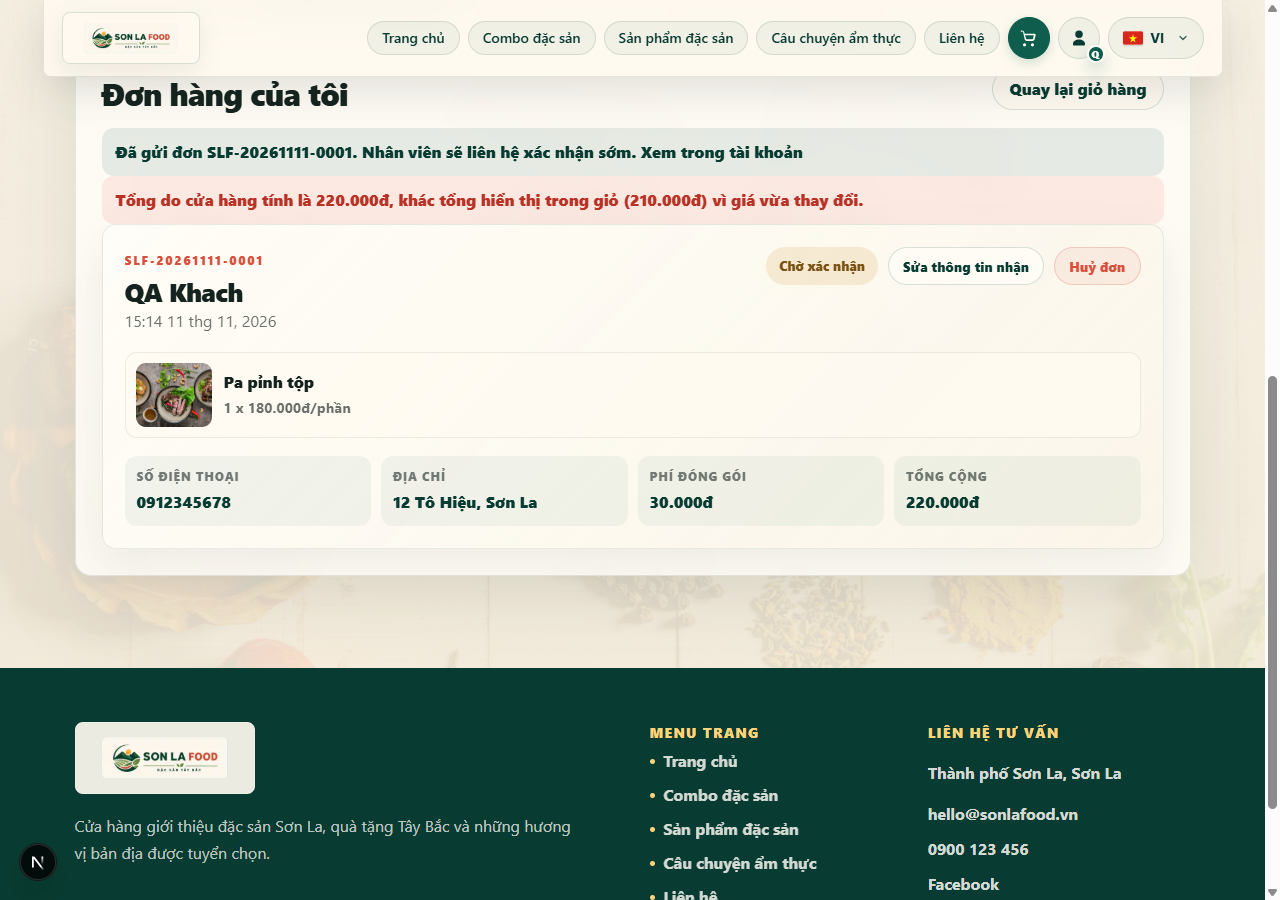 SON LA FOOD
ĐẶC SẢN TÂY BẮC
Trang chủ
Combo đặc sản
Sản phẩm đặc sản
Câu chuyện ẩm thực
Liên hệ
Q
VI
Đơn hàng của tôi
Quay lại giỏ hàng
Đã gửi đơn SLF-20261111-0001. Nhân viên sẽ liên hệ xác nhận sớm. Xem trong tài khoản
Tổng do cửa hàng tính là 220.000đ, khác tổng hiển thị trong giỏ (210.000đ) vì giá vừa thay đổi.
SLF-20261111-0001
Chờ xác nhận
Sửa thông tin nhận
Huỷ đơn
QA Khach
15:14 11 thg 11, 2026
Pa pỉnh tộp
1 x 180.000đ/phần
SỐ ĐIỆN THOẠI
0912345678
ĐỊA CHỈ
12 Tô Hiệu, Sơn La
PHÍ ĐÓNG GÓI
30.000đ
TỔNG CỘNG
220.000đ
SON LA FOOD
ĐẶC SẢN TÂY BẮC
Cửa hàng giới thiệu đặc sản Sơn La, quà tặng Tây Bắc và những hương
vị bản địa được tuyển chọn.
MENU TRANG
Trang chủ
Combo đặc sản
Sản phẩm đặc sản
Câu chuyện ẩm thực
Liên hệ
LIÊN HỆ TƯ VẤN
Thành phố Sơn La, Sơn La
hello@sonlafood.vn
0900 123 456
Facebook
N